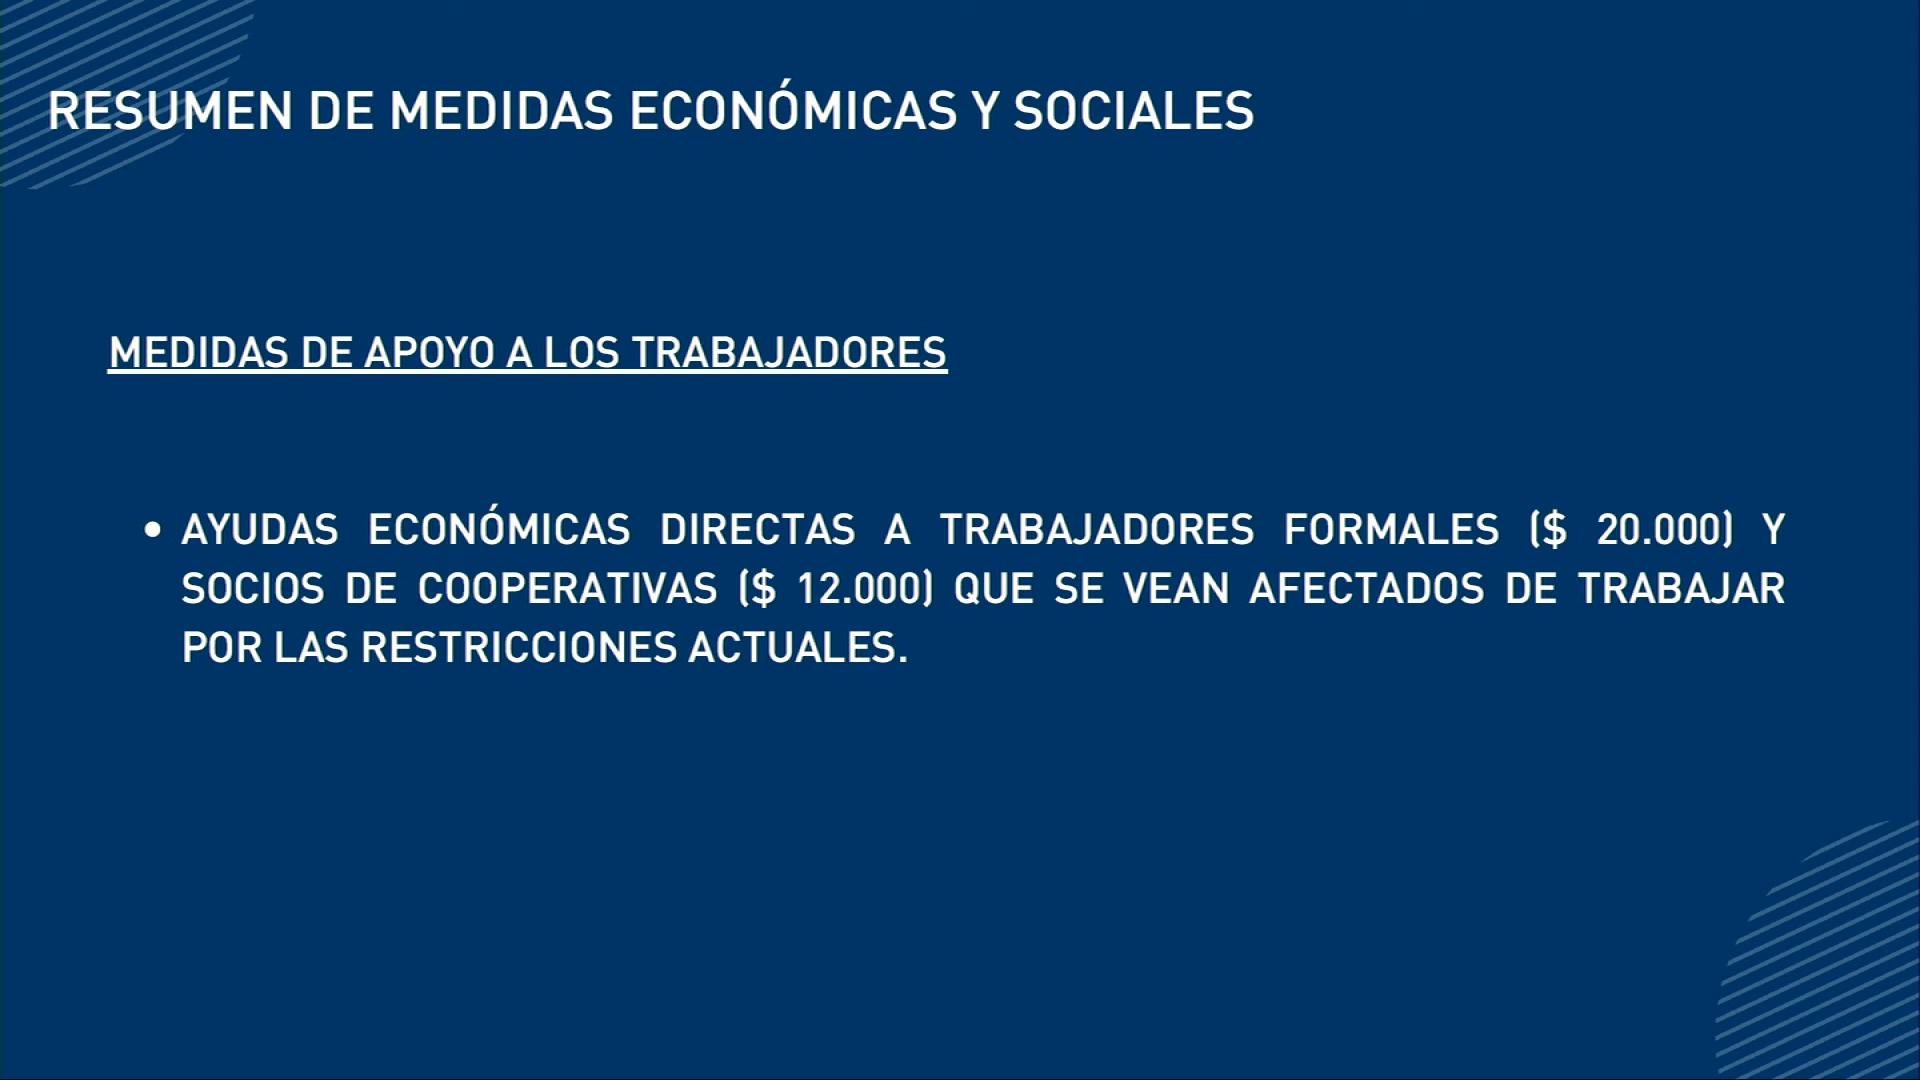 RESUMEN DE MEDIDAS ECONÓMICAS Y SOCIALES
MEDIDAS DE APOYO A LOS TRABAJADORES
• AYUDAS ECONÓMICAS DIRECTAS A TRABAJADORES FORMALES ($ 20.000) Y
SOCIOS DE COOPERATIVAS ($ 12.000) QUE SE VEAN AFECTADOS DE TRABAJAR
POR LAS RESTRICCIONES ACTUALES.